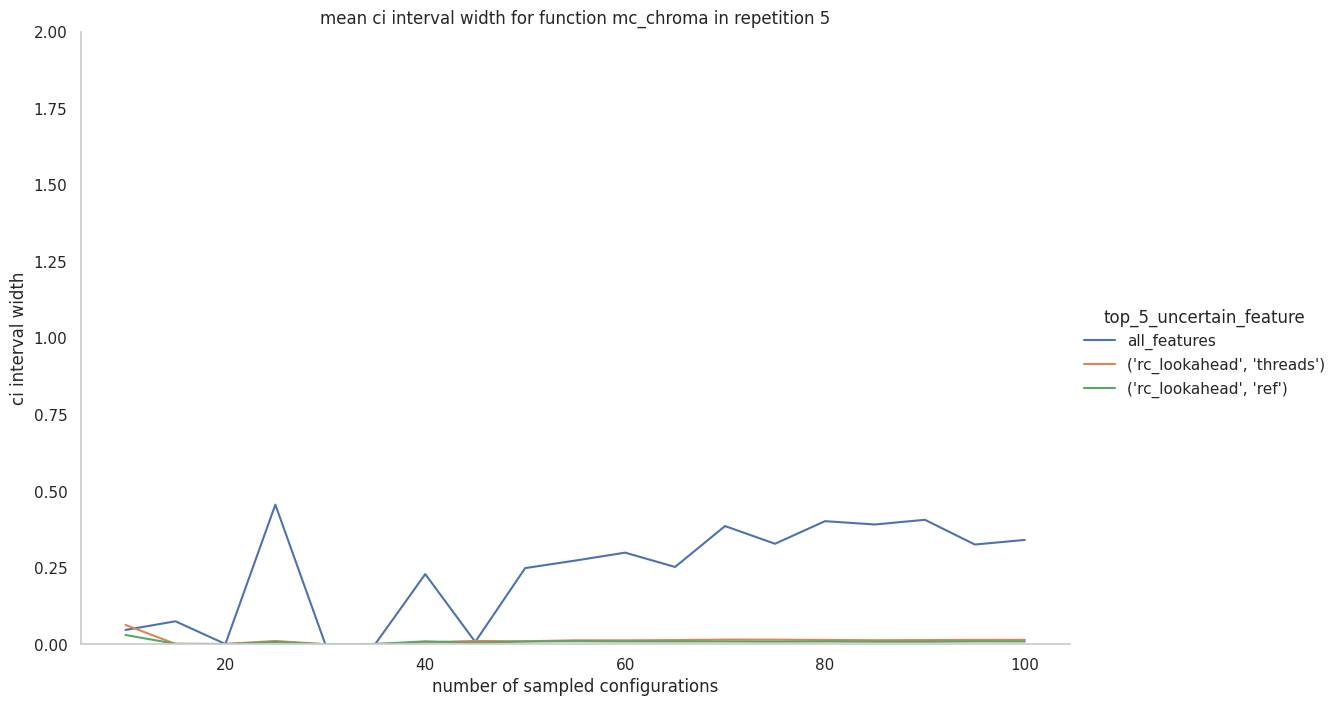 mean ci interval width for function mc_chroma in repetition 5
2.00
1.75
1.50
1.25
1.00
0.75
0.50
0.25
0.00
ci interval width
20
40
60
80
100
number of sampled configurations
top_5_uncertain_feature
all_features
('rc_lookahead', 'threads')
('rc_lookahead', 'ref')